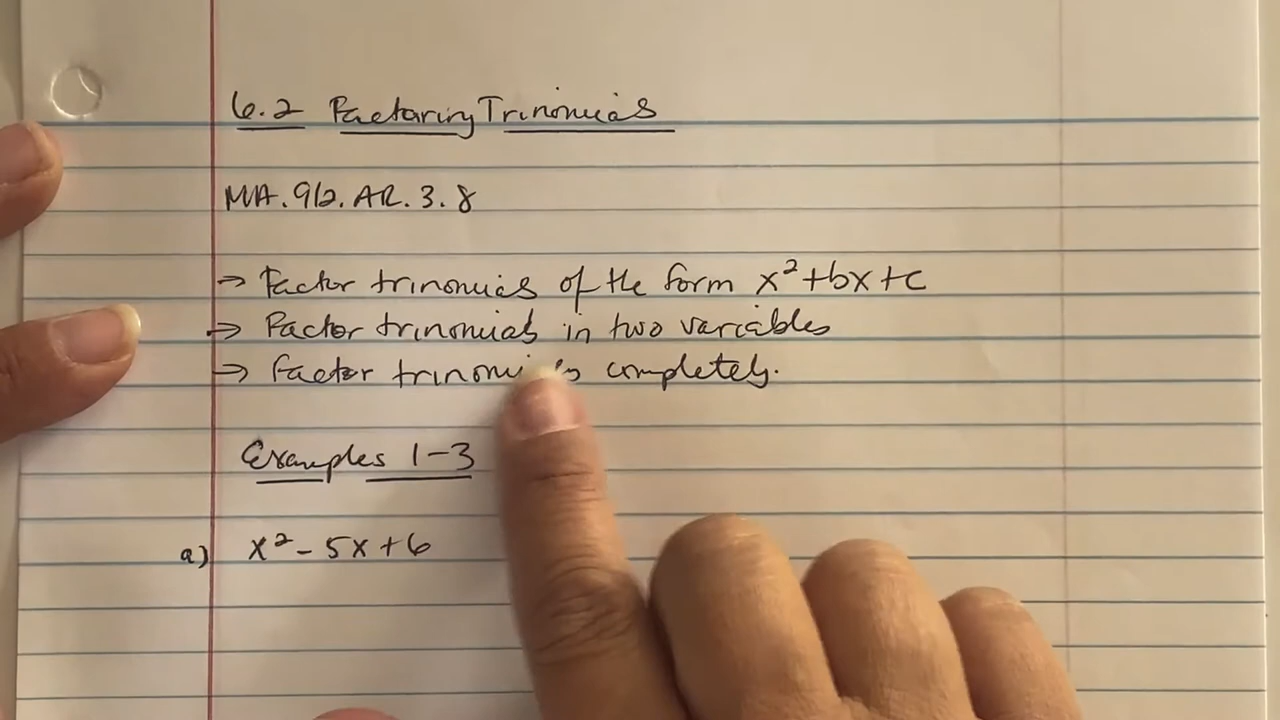 6.2 Factoring Trinomials
MA.912.AR.3.8
→ Factor trinomials of the form x²+bx+c
→ Factor trinomials in two variables
→ Factor completely.
Examples 1-3
a) x² - 5x + 6